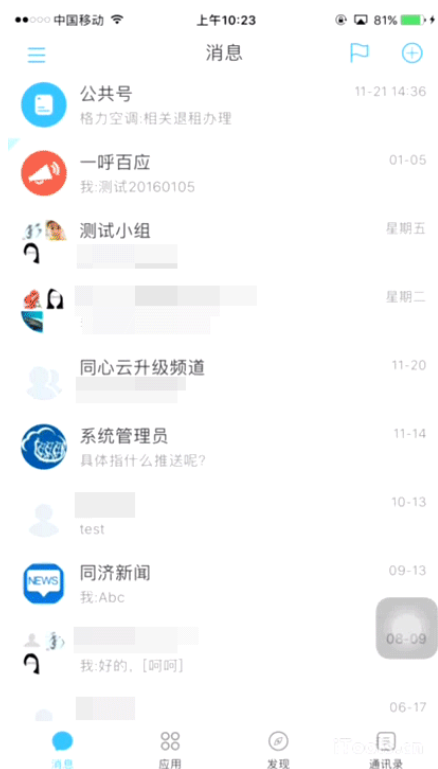 中国移动
上午10:23
81%
消息
公共号
11-21 14:36
格力空调:相关退租办理
一呼百应
01-05
我:测试20160105
测试小组
星期五
星期二
同心云升级频道
11-20
系统管理员
11-14
具体指什么推送呢?
10-13
test
同济新闻
09-13
NEWS
我:Abc
08-09
我:好的,[呵呵]
06-17
消息
应用
发现
通讯录